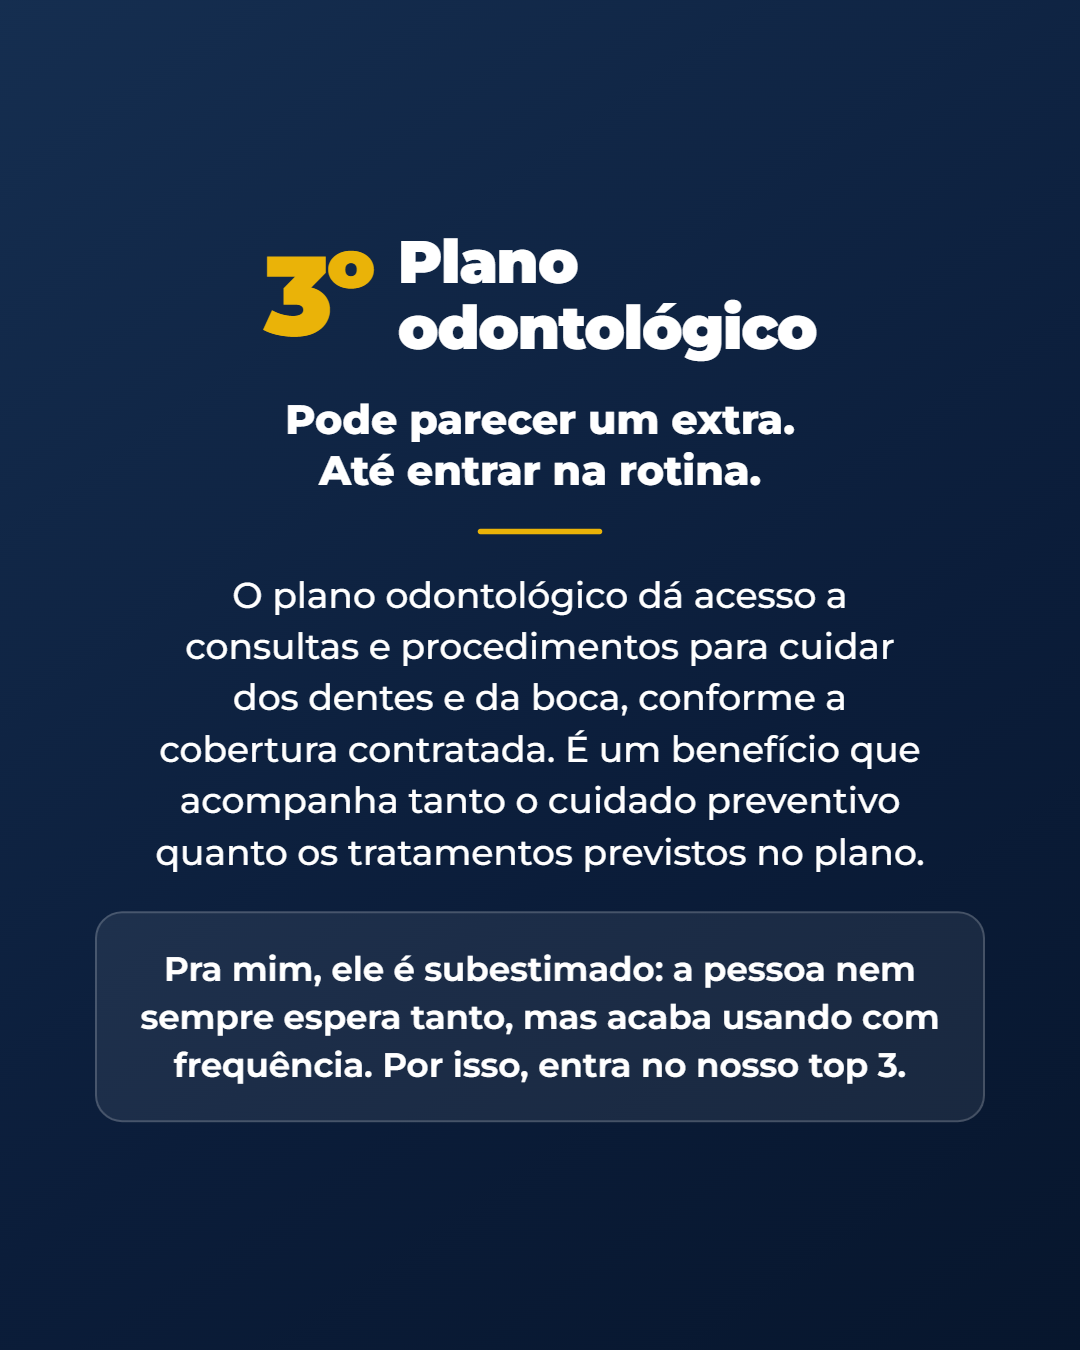 3º Plano
odontológico
Pode parecer um extra.
Até entrar na rotina.
O plano odontológico dá acesso a
consultas e procedimentos para cuidar
dos dentes e da boca, conforme a
cobertura contratada. É um benefício que
acompanha tanto o cuidado preventivo
quanto os tratamentos previstos no plano.
Pra mim, ele é subestimado: a pessoa nem
sempre espera tanto, mas acaba usando com
frequência. Por isso, entra no nosso top 3.